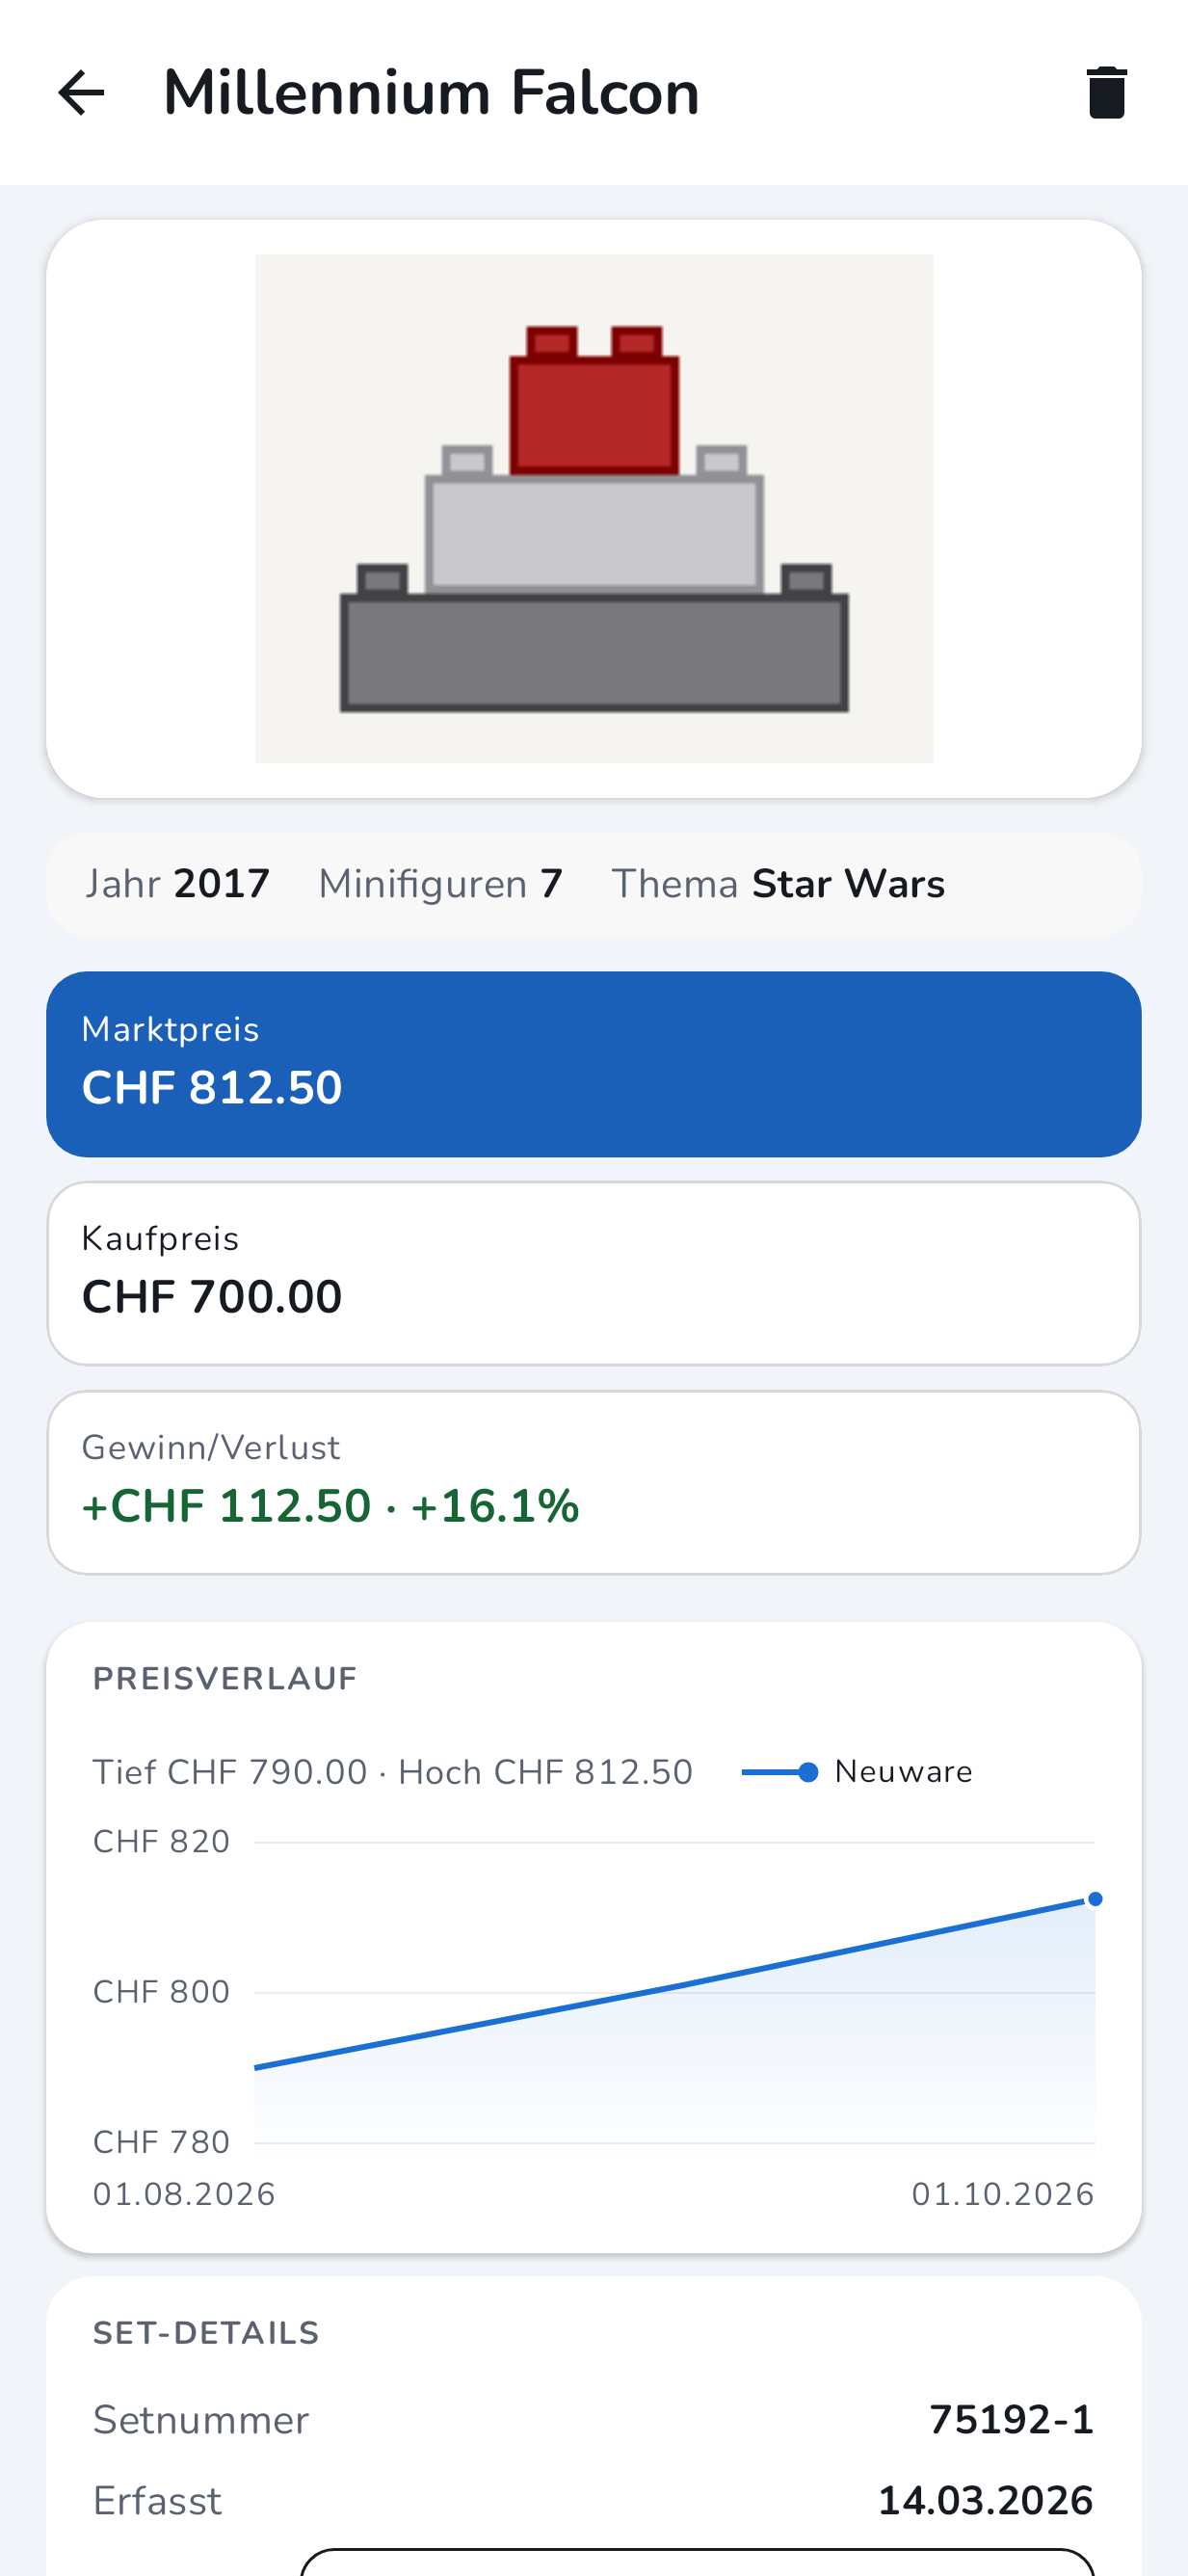 Millennium Falcon
Jahr 2017 Minifiguren 7 Thema Star Wars
Marktpreis
CHF 812.50
Kaufpreis
CHF 700.00
Gewinn/Verlust
+CHF 112.50 · +16.1%
PREISVERLAUF
Tief CHF 790.00 · Hoch CHF 812.50 Neuware
CHF 820
CHF 800
CHF 780
01.08.2026 01.10.2026
SET-DETAILS
Setnummer 75192-1
Erfasst 14.03.2026